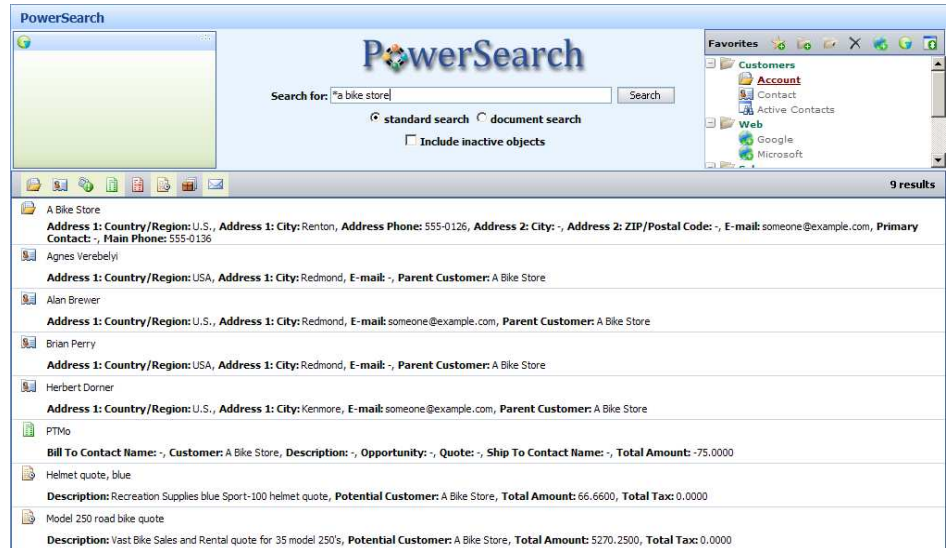 PowerSearch
PowerSearch
Search for: *a bike store Search
standard search document search
Include inactive objects
Favorites
Customers
Account
Contact
Active Contacts
Web
Google
Microsoft
9 results
A Bike Store
Address 1: Country/Region: U.S., Address 1: City: Renton, Address Phone: 555-0126, Address 2: City: -, Address 2: ZIP/Postal Code: -, E-mail: someone@example.com, Primary
Contact: -, Main Phone: 555-0136
Agnes Verebelyi
Address 1: Country/Region: USA, Address 1: City: Redmond, E-mail: -, Parent Customer: A Bike Store
Alan Brewer
Address 1: Country/Region: U.S., Address 1: City: Redmond, E-mail: someone@example.com, Parent Customer: A Bike Store
Brian Perry
Address 1: Country/Region: USA, Address 1: City: Redmond, E-mail: -, Parent Customer: A Bike Store
Herbert Dorner
Address 1: Country/Region: U.S., Address 1: City: Kenmore, E-mail: someone@example.com, Parent Customer: A Bike Store
PTMo
Bill To Contact Name: -, Customer: A Bike Store, Description: -, Opportunity: -, Quote: -, Ship To Contact Name: -, Total Amount: -75.0000
Helmet quote, blue
Description: Recreation Supplies blue Sport-100 helmet quote, Potential Customer: A Bike Store, Total Amount: 66.6600, Total Tax: 0.0000
Model 250 road bike quote
Description: Vast Bike Sales and Rental quote for 35 model 250's, Potential Customer: A Bike Store, Total Amount: 5270.2500, Total Tax: 0.0000